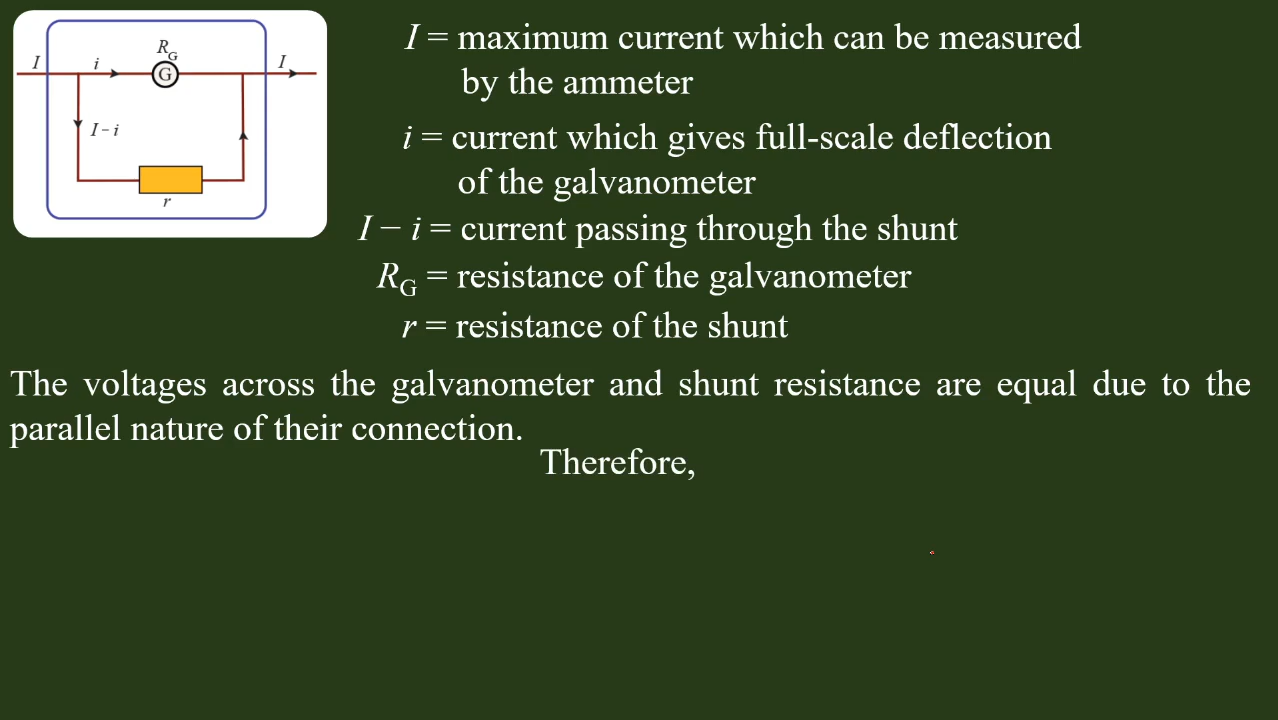 R_G
I
i
G
I
I – i
r
I = maximum current which can be measured
by the ammeter
i = current which gives full-scale deflection
of the galvanometer
I − i = current passing through the shunt
R_G = resistance of the galvanometer
r = resistance of the shunt
The voltages across the galvanometer and shunt resistance are equal due to the
parallel nature of their connection.
Therefore,